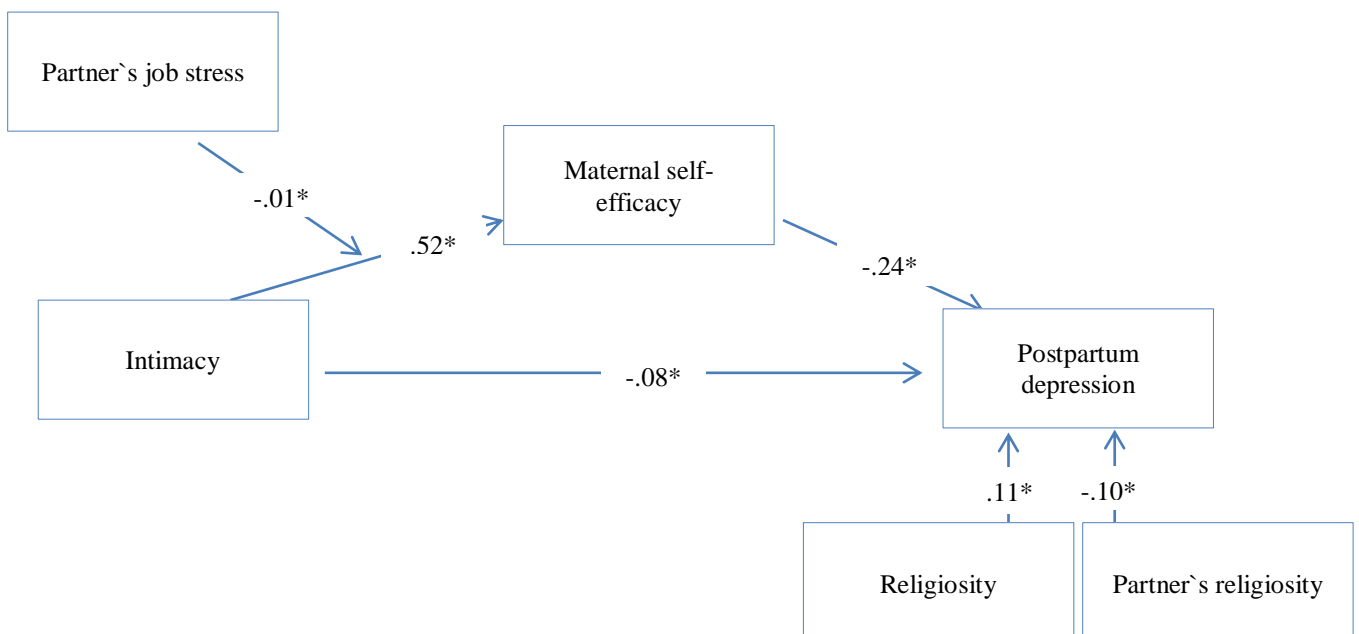 Partner`s job stress
Maternal self-
efficacy
-.01*
.52*
-.24*
Intimacy
-.08*
Postpartum
depression
.11*
-.10*
Religiosity
Partner`s religiosity